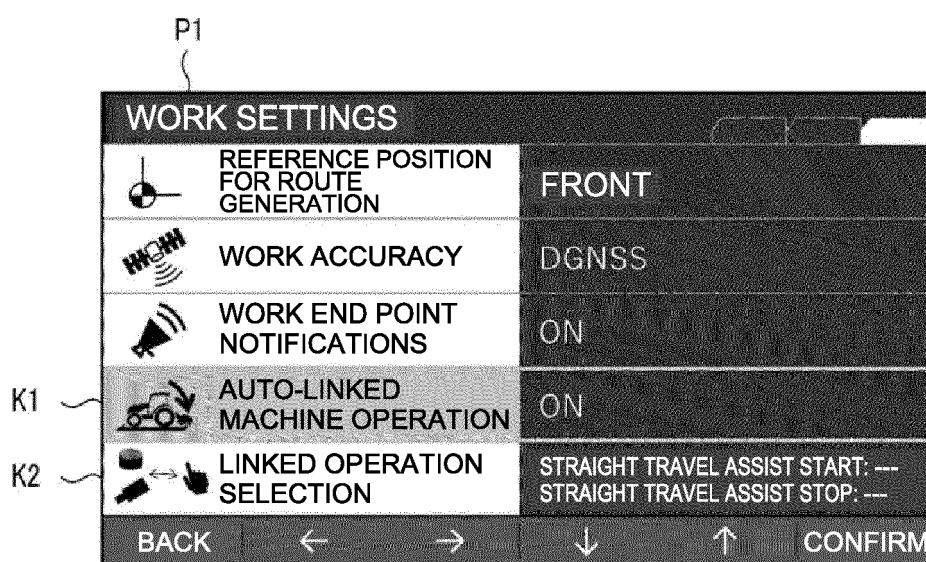 P1
WORK SETTINGS
REFERENCE POSITION
FOR ROUTE
GENERATION
FRONT
WORK ACCURACY
DGNSS
WORK END POINT
NOTIFICATIONS
ON
K1
AUTO-LINKED
MACHINE OPERATION
ON
K2
LINKED OPERATION
SELECTION
STRAIGHT TRAVEL ASSIST START: ---
STRAIGHT TRAVEL ASSIST STOP: ---
BACK ← → ↓ ↑ CONFIRM